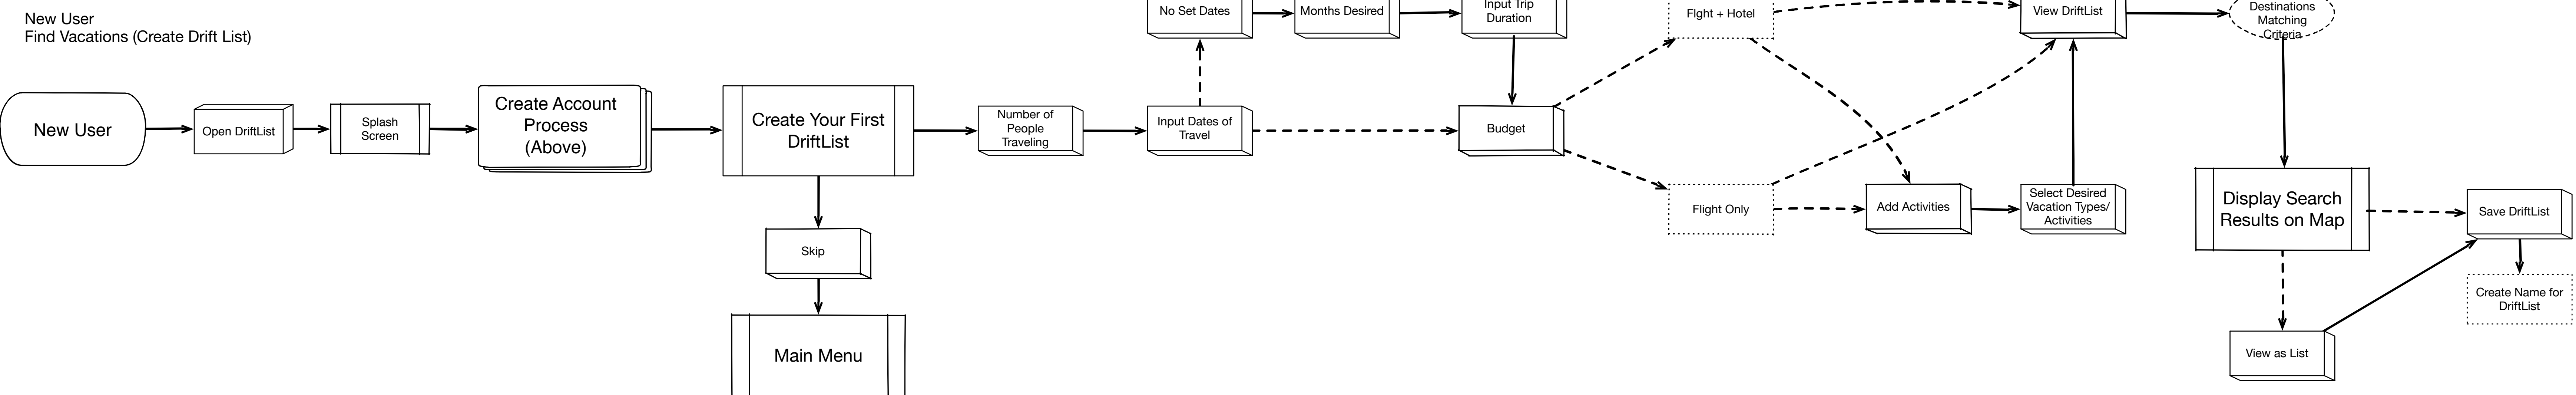 New User
Find Vacations (Create Drift List)
New User
Open DriftList
Splash
Screen
Create Account
Process
(Above)
Create Your First
DriftList
Skip
Main Menu
Number of
People
Traveling
Input Dates of
Travel
No Set Dates
Months Desired
Input Trip
Duration
Budget
FIght + Hotel
Flight Only
Add Activities
Select Desired
Vacation Types/
Activities
View DriftList
Destinations
Matching
Criteria
Display Search
Results on Map
View as List
Save DriftList
Create Name for
DriftList